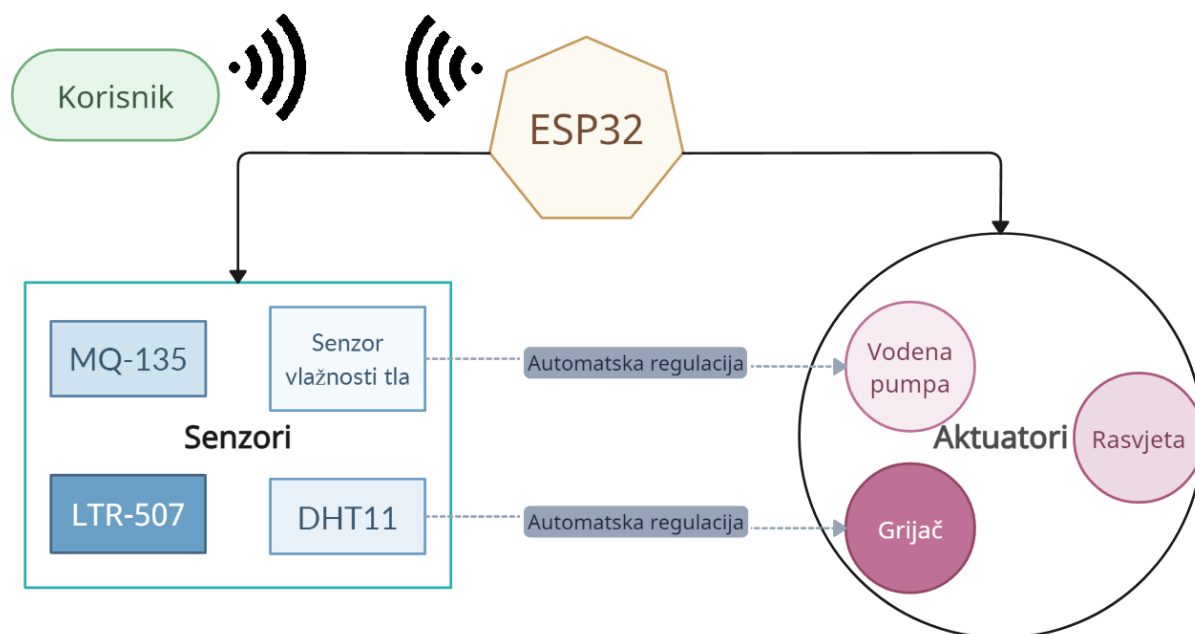 Korisnik
ESP32
MQ-135
Senzor
vlažnosti tla
Senzori
LTR-507
DHT11
Automatska regulacija
Automatska regulacija
Vodena
pumpa
Aktuatori
Rasvjeta
Grijač